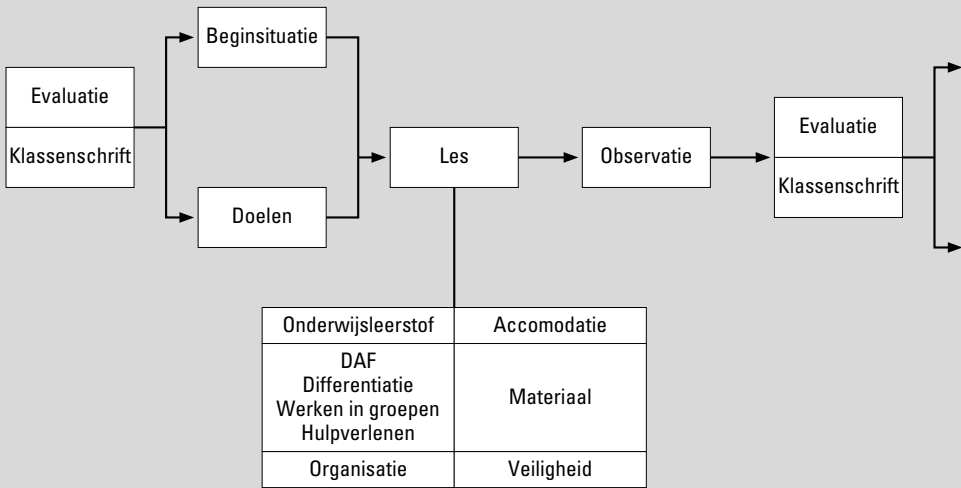 Beginsituatie
Evaluatie
Klassenschrift
Doelen
Les
Observatie
Evaluatie
Klassenschrift
Onderwijsleerstof
Accomodatie
DAF
Differentiatie
Werken in groepen
Hulpverlenen
Materiaal
Organisatie
Veiligheid